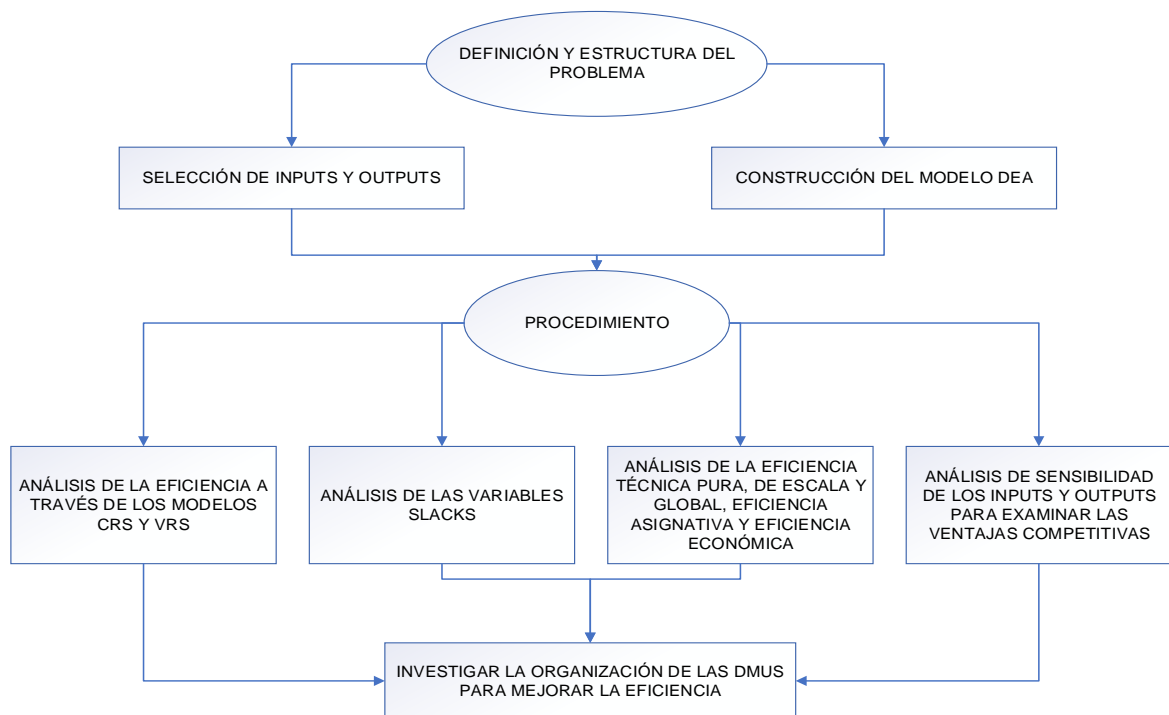 DEFINICIÓN Y ESTRUCTURA DEL
PROBLEMA
SELECCIÓN DE INPUTS Y OUTPUTS
CONSTRUCCIÓN DEL MODELO DEA
PROCEDIMIENTO
ANÁLISIS DE LA EFICIENCIA A
TRAVÉS DE LOS MODELOS
CRS Y VRS
ANÁLISIS DE LAS VARIABLES
SLACKS
ANÁLISIS DE LA EFICIENCIA
TÉCNICA PURA, DE ESCALA Y
GLOBAL, EFICIENCIA
ASIGNATIVA Y EFICIENCIA
ECONÓMICA
ANÁLISIS DE SENSIBILIDAD
DE LOS INPUTS Y OUTPUTS
PARA EXAMINAR LAS
VENTAJAS COMPETITIVAS
INVESTIGAR LA ORGANIZACIÓN DE LAS DMUS
PARA MEJORAR LA EFICIENCIA